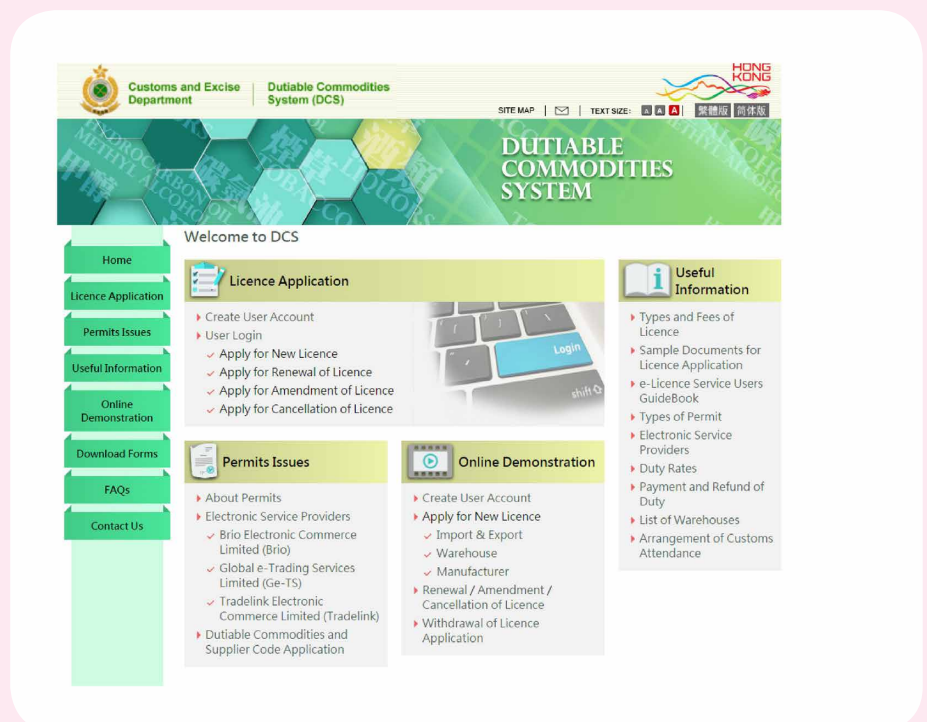 HONG
KONG
Customs and Excise
Department
Dutiable Commodities
System (DCS)
SITE MAP
TEXT SIZE: A A A
繁體版 简体版
DUTIABLE
COMMODITIES
SYSTEM
Welcome to DCS
Home
Licence Application
Permits Issues
Useful Information
Online
Demonstration
Download Forms
FAQs
Contact Us
Licence Application
Create User Account
User Login
Apply for New Licence
Apply for Renewal of Licence
Apply for Amendment of Licence
Apply for Cancellation of Licence
Login
shift
Permits Issues
About Permits
Electronic Service Providers
Brio Electronic Commerce
Limited (Brio)
Global e-Trading Services
Limited (Ge-TS)
Tradelink Electronic
Commerce Limited (Tradelink)
Dutiable Commodities and
Supplier Code Application
Online Demonstration
Create User Account
Apply for New Licence
Import & Export
Warehouse
Manufacturer
Renewal / Amendment /
Cancellation of Licence
Withdrawal of Licence
Application
Useful
Information
Types and Fees of
Licence
Sample Documents for
Licence Application
e-Licence Service Users
GuideBook
Types of Permit
Electronic Service
Providers
Duty Rates
Payment and Refund of
Duty
List of Warehouses
Arrangement of Customs
Attendance